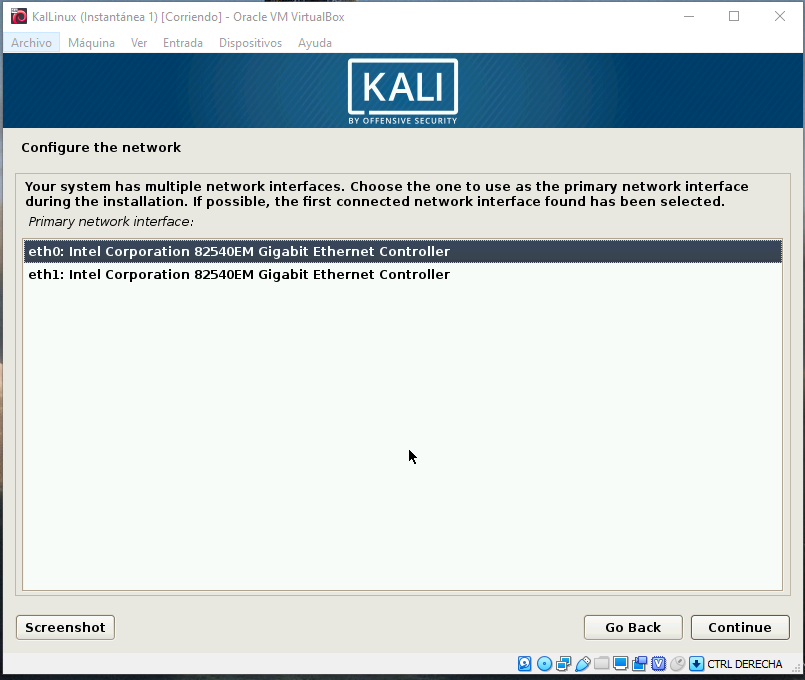 KalLinux (Instantánea 1) [Corriendo] - Oracle VM VirtualBox
Archivo Máquina Ver Entrada Dispositivos Ayuda
KALI
BY OFFENSIVE SECURITY
Configure the network
Your system has multiple network interfaces. Choose the one to use as the primary network interface
during the installation. If possible, the first connected network interface found has been selected.
Primary network interface:
eth0: Intel Corporation 82540EM Gigabit Ethernet Controller
eth1: Intel Corporation 82540EM Gigabit Ethernet Controller
Screenshot Go Back Continue
CTRL DERECHA